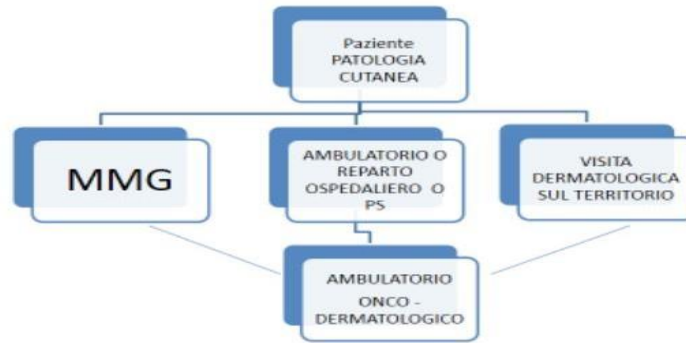 Paziente
PATOLOGIA
CUTANEA
MMG
AMBULATORIO O
REPARTO
OSPEDALIERO O
PS
VISITA
DERMATOLOGICA
SUL TERRITORIO
AMBULATORIO
ONCO -
DERMATOLOGICO